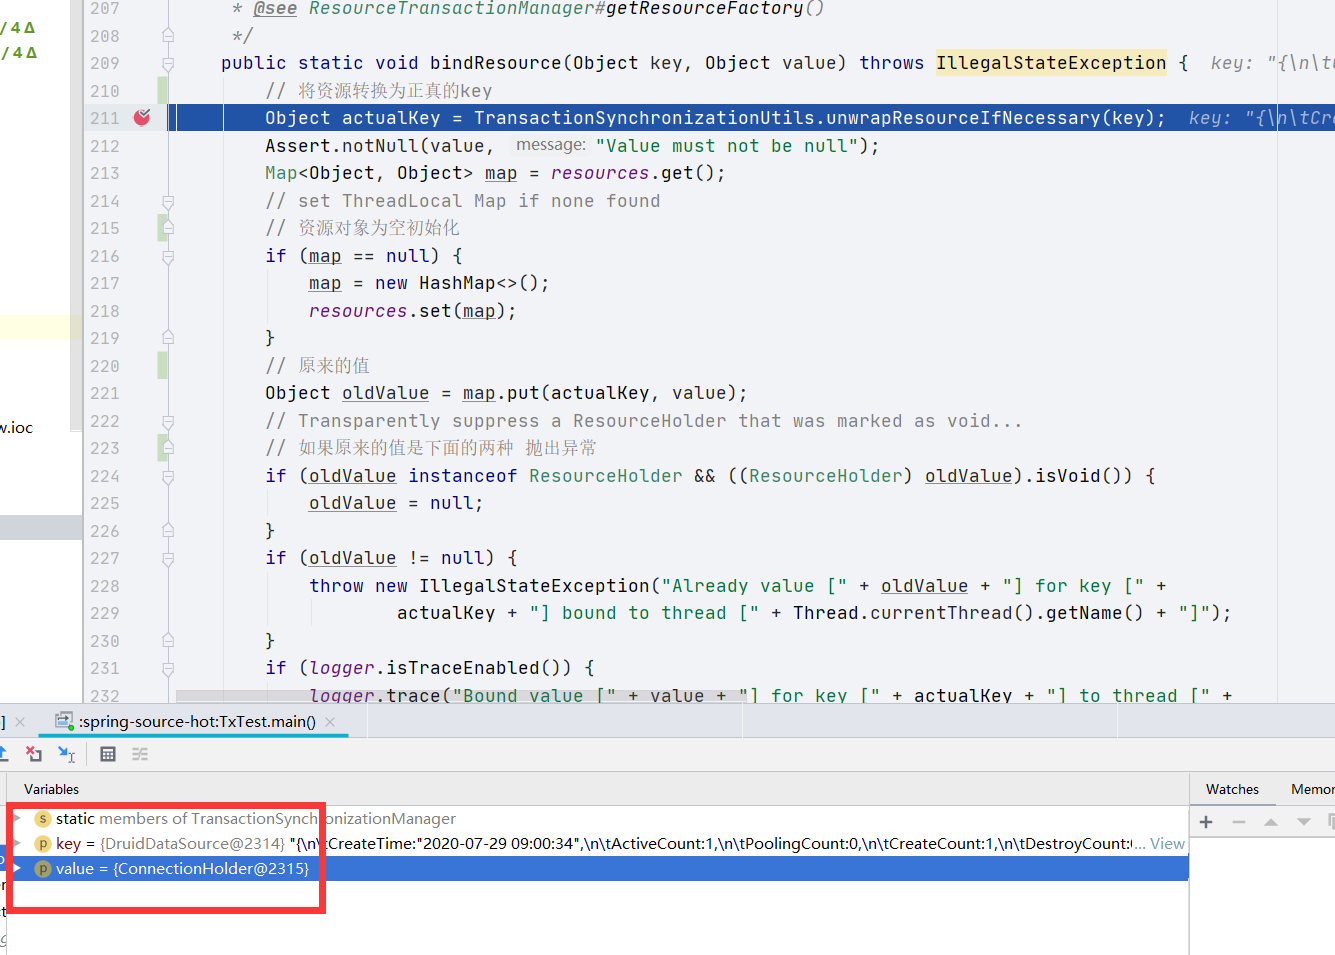 / 4 Δ
/ 4 Δ
w.ioc
207 * @see ResourceTransactionManager#getResourceFactory()
208 */
209 public static void bindResource(Object key, Object value) throws IllegalStateException { key: "{\n\t
210 // 将资源转换为正真的key
211 Object actualKey = TransactionSynchronizationUtils.unwrapResourceIfNecessary(key); key: "{\n\tCre
212 Assert.notNull(value, message: "Value must not be null");
213 Map<Object, Object> map = resources.get();
214 // set ThreadLocal Map if none found
215 // 资源对象为空初始化
216 if (map == null) {
217 map = new HashMap<>();
218 resources.set(map);
219 }
220 // 原来的值
221 Object oldValue = map.put(actualKey, value);
222 // Transparently suppress a ResourceHolder that was marked as void...
223 // 如果原来的值是下面的两种 抛出异常
224 if (oldValue instanceof ResourceHolder && ((ResourceHolder) oldValue).isVoid()) {
225 oldValue = null;
226 }
227 if (oldValue != null) {
228 throw new IllegalStateException("Already value [" + oldValue + "] for key [" +
229 actualKey + "] bound to thread [" + Thread.currentThread().getName() + "]");
230 }
231 if (logger.isTraceEnabled()) {
232 logger.trace("Bound value [" + value + "] for key [" + actualKey + "] to thread [" +
] :spring-source-hot:TxTest.main()
Variables
Watches Memor
s static members of TransactionSynchronizationManager
p key = {DruidDataSource@2314} "{\n\tCreateTime:"2020-07-29 09:00:34",\n\tActiveCount:1,\n\tPoolingCount:0,\n\tCreateCount:1,\n\tDestroyCount:0... View
p value = {ConnectionHolder@2315}